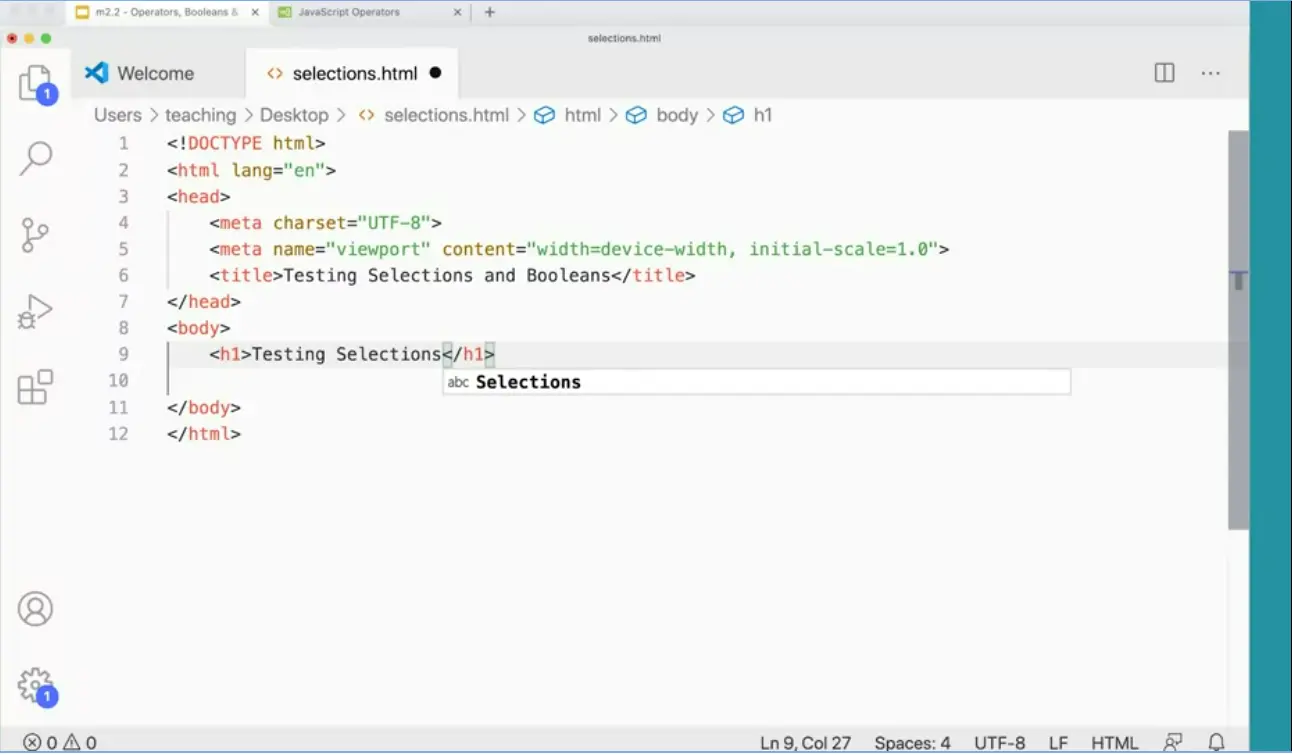 m2.2 - Operators, Booleans &
JavaScript Operators
selections.html
Welcome
selections.html
1
Users > teaching > Desktop > selections.html > html > body > h1
1 <!DOCTYPE html>
2 <html lang="en">
3 <head>
4 <meta charset="UTF-8">
5 <meta name="viewport" content="width=device-width, initial-scale=1.0">
6 <title>Testing Selections and Booleans</title>
7 </head>
8 <body>
9 <h1>Testing Selections</h1>
abc Selections
10
11 </body>
12 </html>
1
0 0
Ln 9, Col 27 Spaces: 4 UTF-8 LF HTML